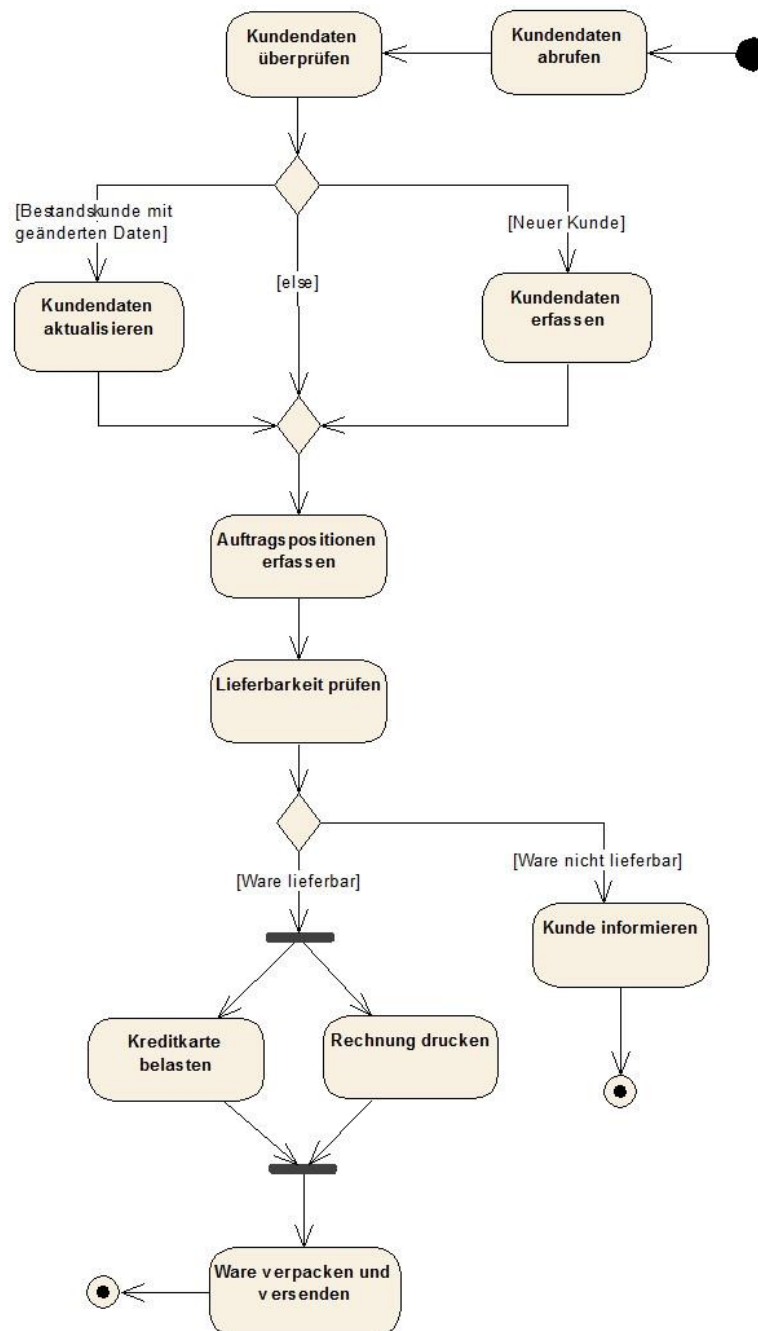 Kundendaten
überprüfen
Kundendaten
abrufen
[Bestandskunde mit
geänderten Daten]
[else]
[Neuer Kunde]
Kundendaten
aktualisieren
Kundendaten
erfassen
Auftragspositionen
erfassen
Lieferbarkeit prüfen
[Ware lieferbar]
[Ware nicht lieferbar]
Kunde informieren
Kreditkarte
belasten
Rechnung drucken
Ware verpacken und
versenden